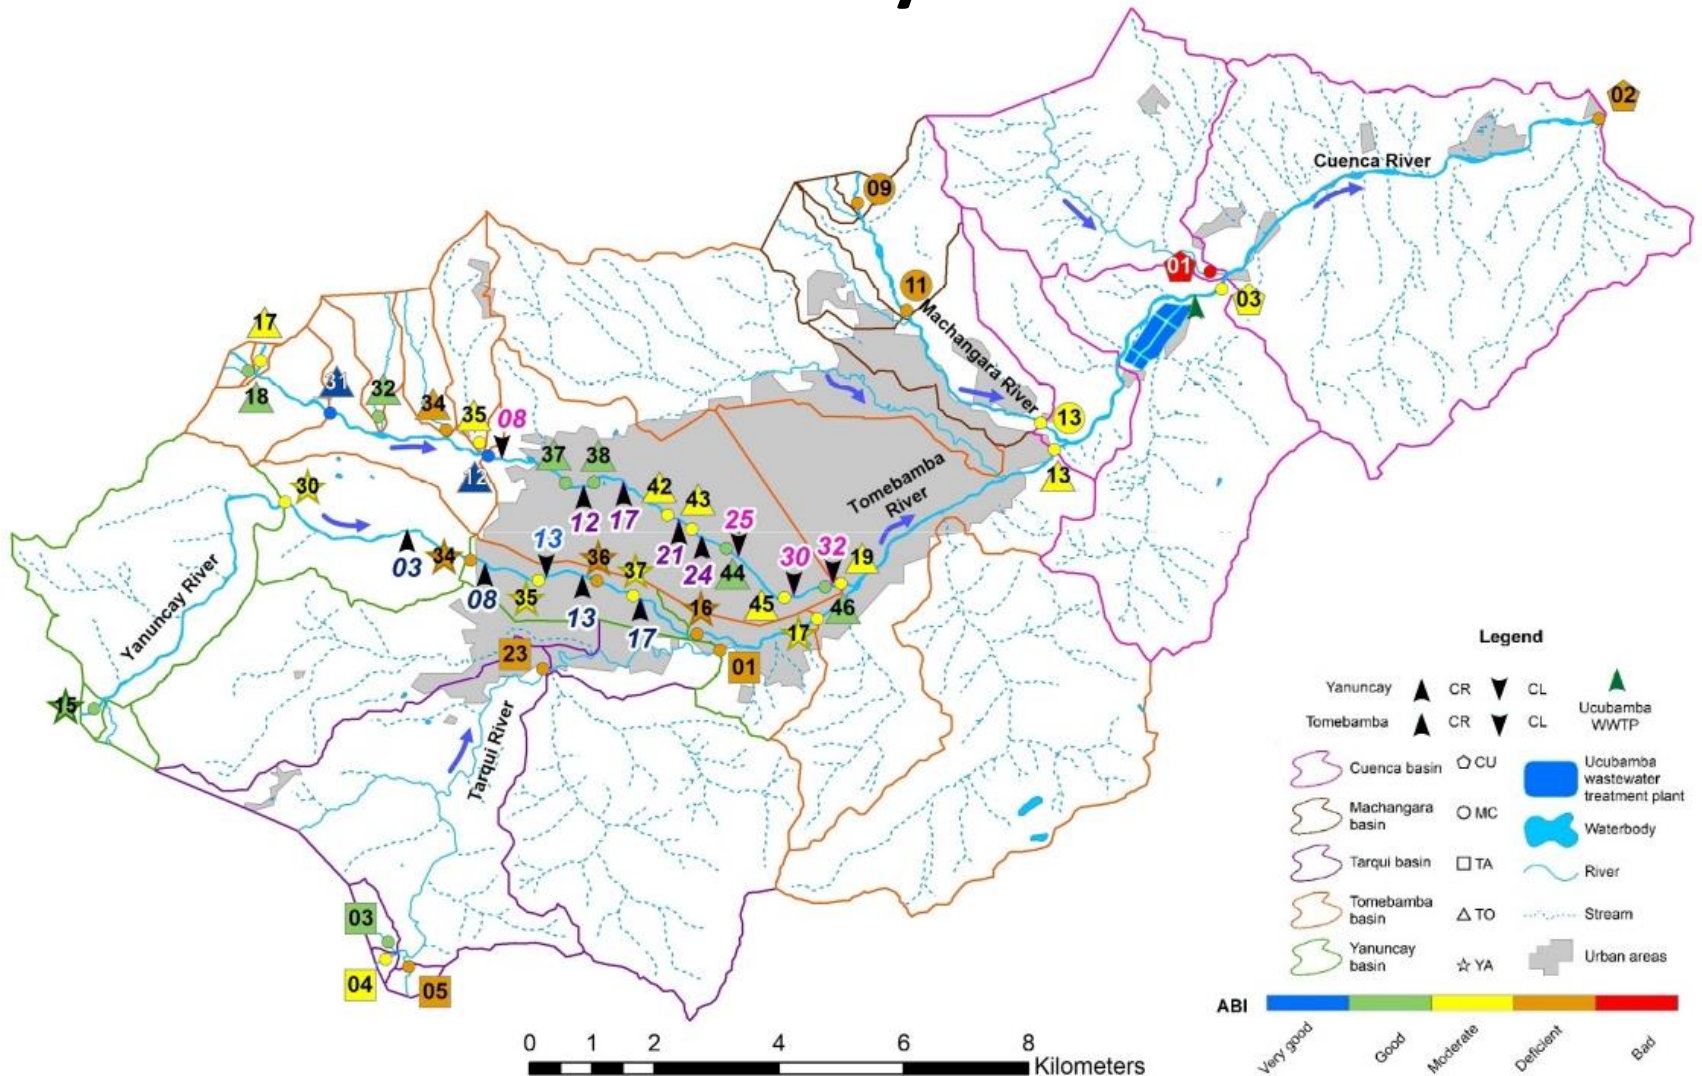 02
Cuenca River
09
01
11
03
Machangara River
17
31
32
18
34
35
08
13
37
38
12
42
Tomebamba
River
13
30
43
12
17
25
13
21
30
32
19
34
36
37
24
44
03
08
35
45
46
Yanuncay River
13
17
16
17
23
01
15
Tarqui River
03
04
05
Legend
Yanuncay CR CL
Tomebamba CR CL
Ucubamba
WWTP
Cuenca basin
CU
Ucubamba
wastewater
treatment plant
Machangara
basin
MC
Waterbody
Tarqui basin
TA
River
Tomebamba
basin
TO
Stream
Yanuncay
basin
YA
Urban areas
ABI
Very good
Good
Moderate
Deficient
Bad
0 1 2 4 6 8
Kilometers